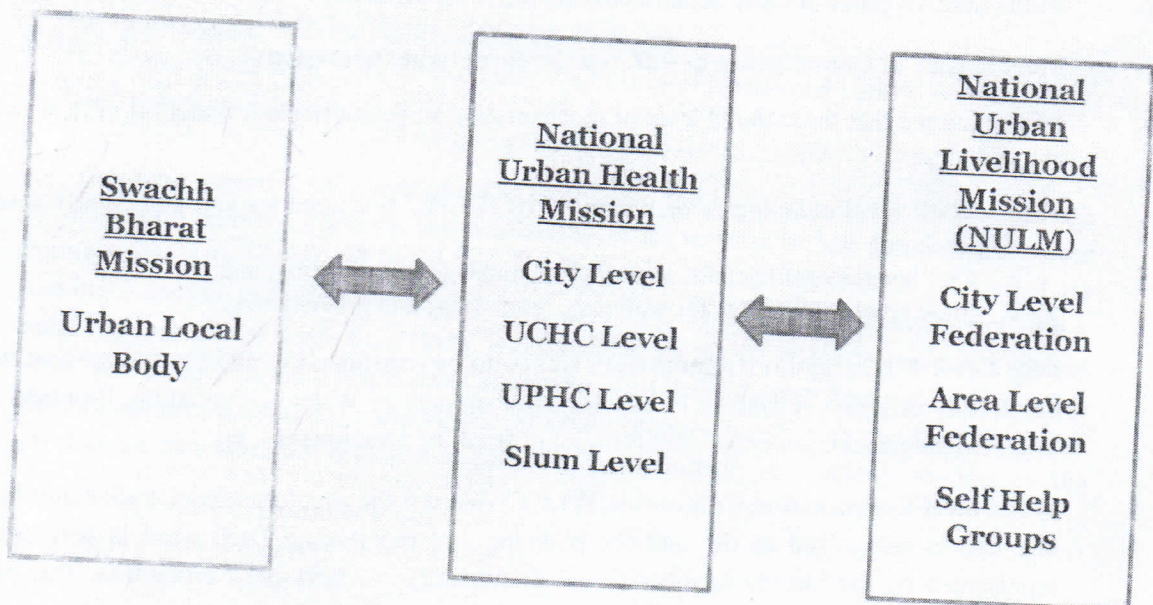 Swachh
Bharat
Mission
Urban Local
Body
National
Urban Health
Mission
City Level
UCHC Level
UPHC Level
Slum Level
National
Urban
Livelihood
Mission
(NULM)
City Level
Federation
Area Level
Federation
Self Help
Groups